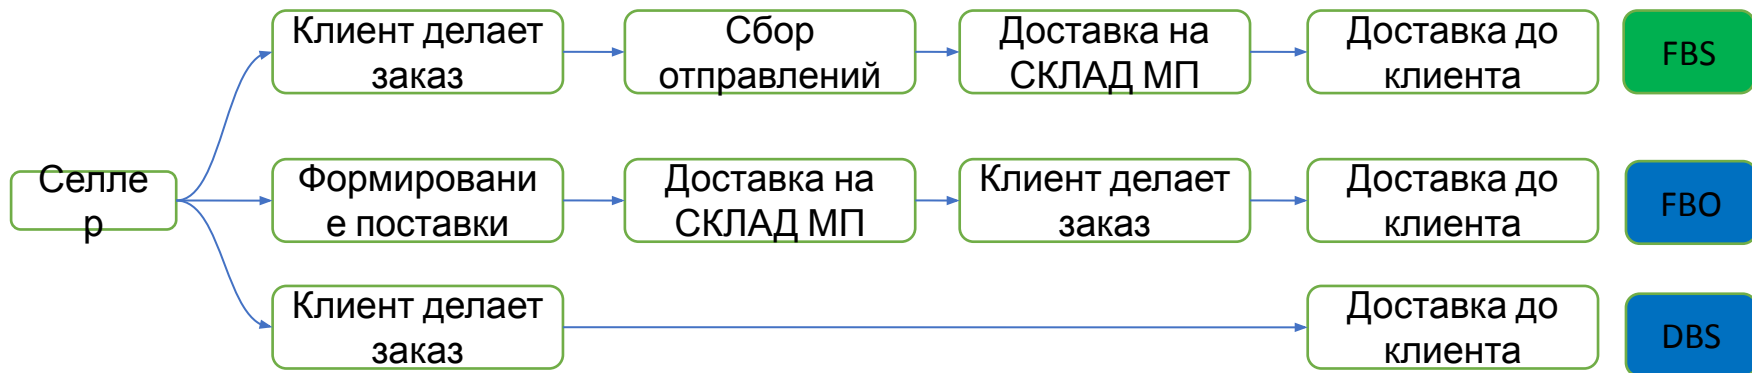 Клиент делает
заказ
Сбор
отправлений
Доставка на
СКЛАД МП
Доставка до
клиента
FBS
Селле
р
Формировани
е поставки
Доставка на
СКЛАД МП
Клиент делает
заказ
Доставка до
клиента
FBO
Клиент делает
заказ
Доставка до
клиента
DBS